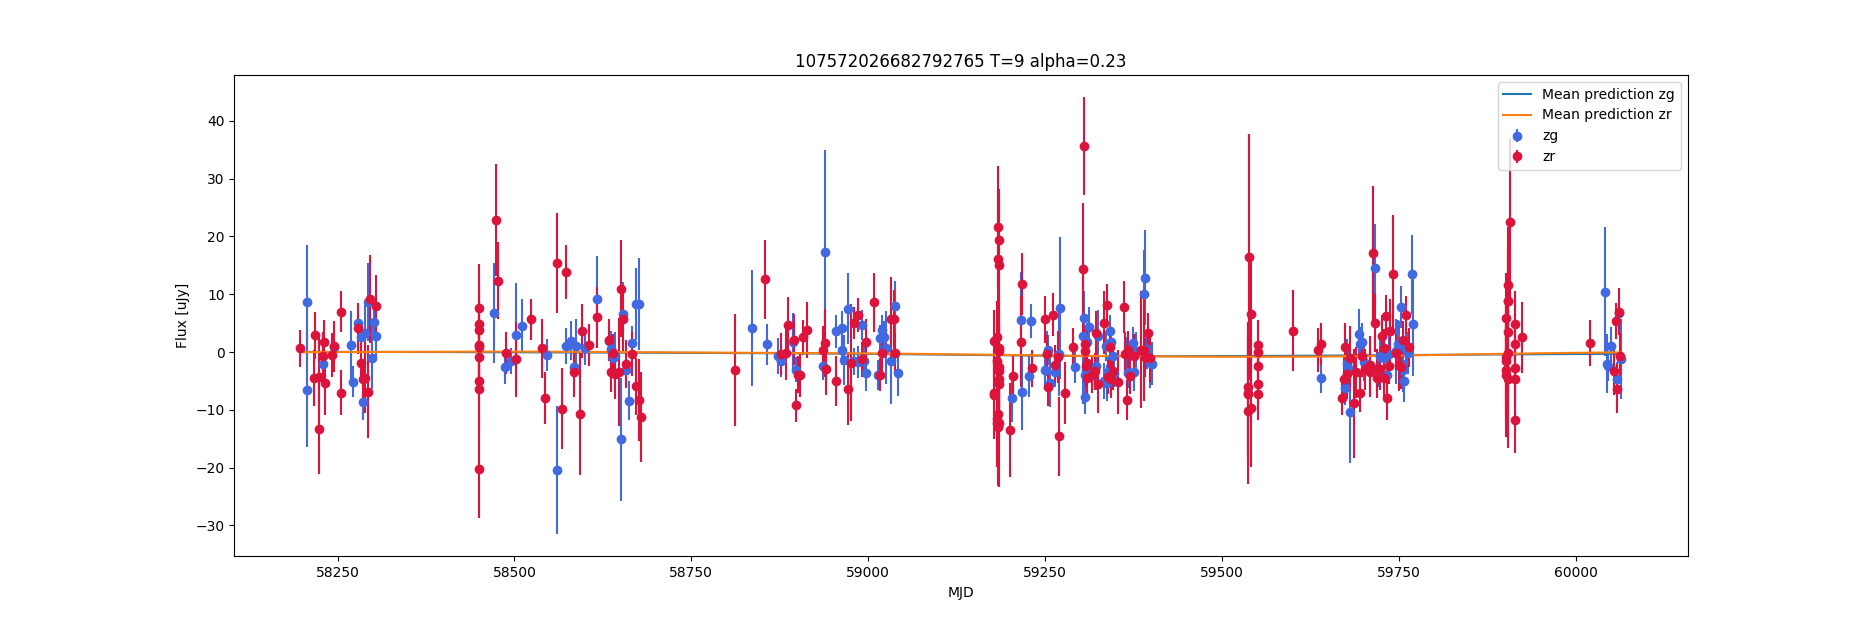 107572026682792765 T=9 alpha=0.23
Flux [uJy]
40
30
20
10
0
−10
−20
−30
58250
58500
58750
59000
59250
59500
59750
60000
MJD
Mean prediction zg
Mean prediction zr
zg
zr